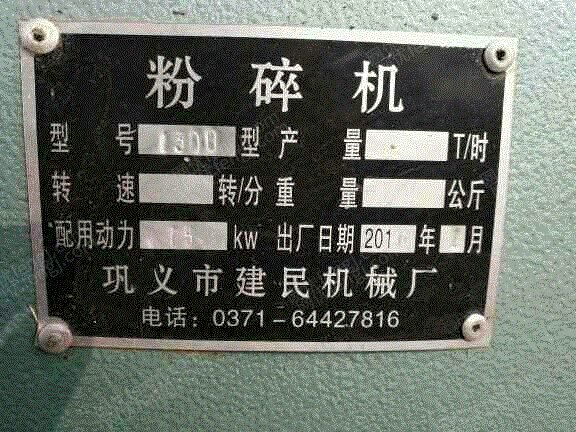 粉碎机
型号 1300 型 产量 T/时
转速 转/分 重量 公斤
配用动力 kw 出厂日期 201 年 月
巩义市建民机械厂
电话：0371-64427816